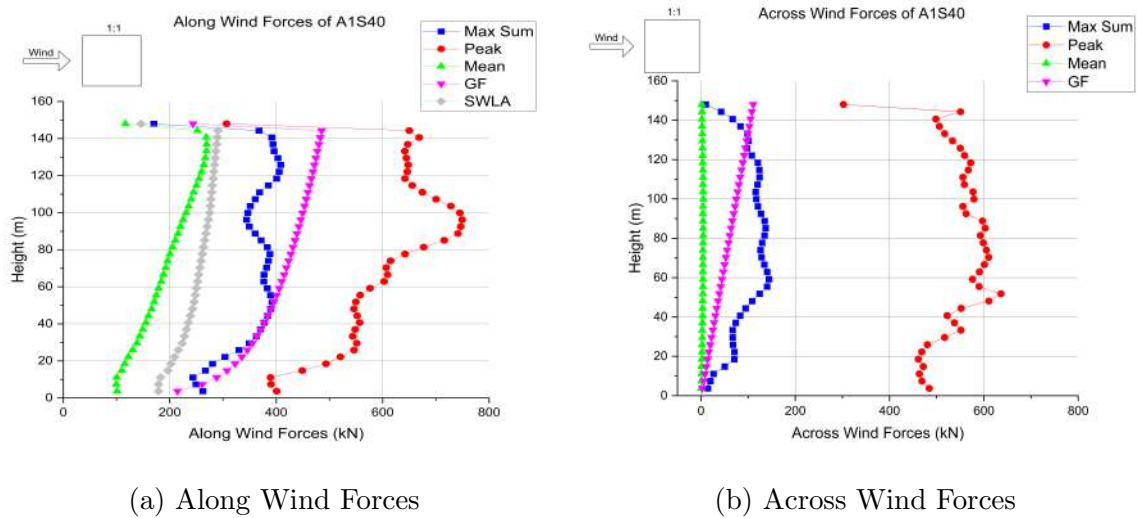 Along Wind Forces of A1S40
1:1
Wind
Max Sum
Peak
Mean
GF
SWLA
160
140
120
100
80
60
40
20
0
Height (m)
0 200 400 600 800
Along Wind Forces (kN)
(a) Along Wind Forces
Across Wind Forces of A1S40
1:1
Wind
Max Sum
Peak
Mean
GF
160
140
120
100
80
60
40
20
0
Height (m)
0 200 400 600 800
Across Wind Forces (kN)
(b) Across Wind Forces